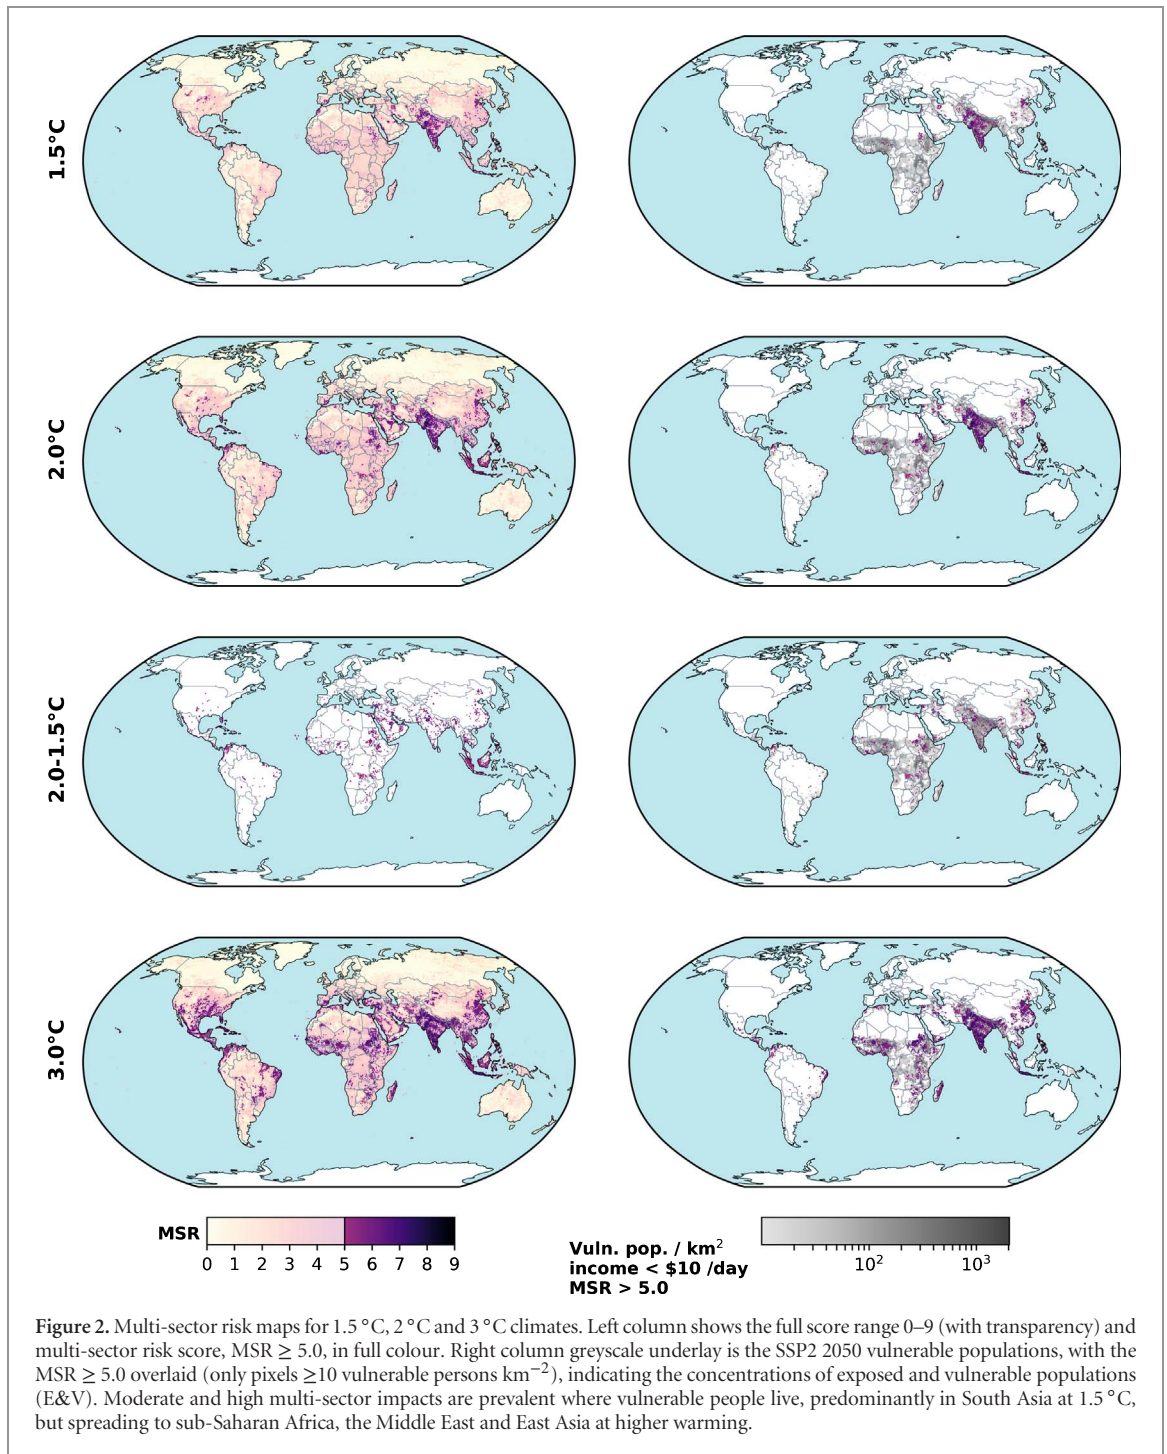 1.5°C
2.0°C
2.0-1.5°C
3.0°C
MSR
0 1 2 3 4 5 6 7 8 9
Vuln. pop. / km²
income < $10 /day
MSR > 5.0
10² 10³
Figure 2. Multi-sector risk maps for 1.5 °C, 2 °C and 3 °C climates. Left column shows the full score range 0–9 (with transparency) and
multi-sector risk score, MSR ≥ 5.0, in full colour. Right column greyscale underlay is the SSP2 2050 vulnerable populations, with the
MSR ≥ 5.0 overlaid (only pixels ≥10 vulnerable persons km⁻²), indicating the concentrations of exposed and vulnerable populations
(E&V). Moderate and high multi-sector impacts are prevalent where vulnerable people live, predominantly in South Asia at 1.5 °C,
but spreading to sub-Saharan Africa, the Middle East and East Asia at higher warming.